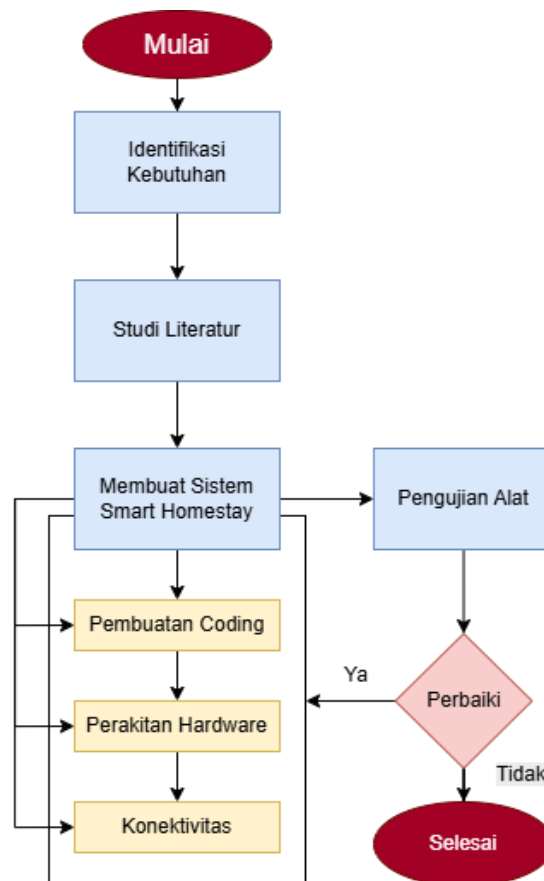 Mulai
Identifikasi
Kebutuhan
Studi Literatur
Membuat Sistem
Smart Homestay
Pengujian Alat
Pembuatan Coding
Ya
Perbaiki
Perakitan Hardware
Tidak
Konektivitas
Selesai